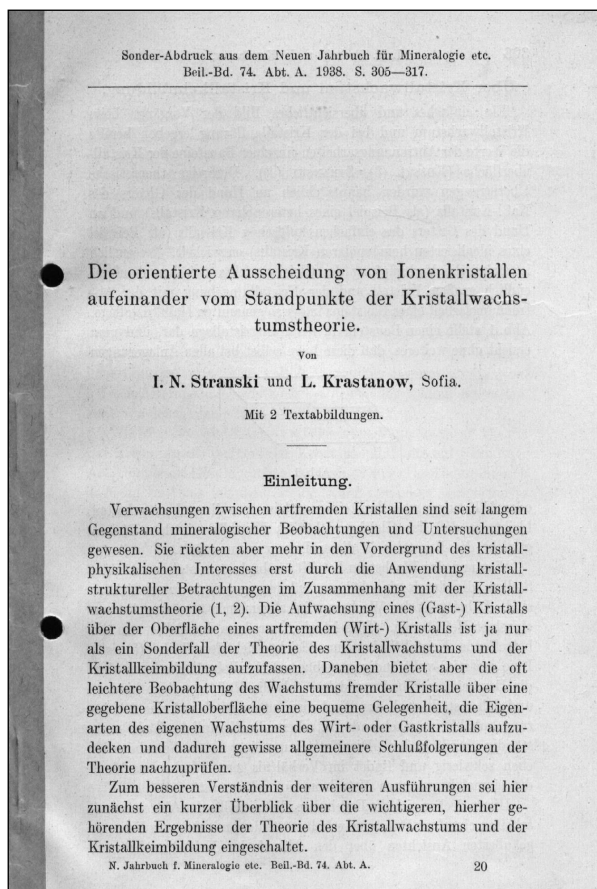 Sonder-Abdruck aus dem Neuen Jahrbuch für Mineralogie etc.
Beil.-Bd. 74. Abt. A. 1938. S. 305—317.
Die orientierte Ausscheidung von Ionenkristallen
aufeinander vom Standpunkte der Kristallwachs-
tumstheorie.
Von
I. N. Stranski und L. Krastanow, Sofia.
Mit 2 Textabbildungen.
Einleitung.
Verwachsungen zwischen artfremden Kristallen sind seit langem
Gegenstand mineralogischer Beobachtungen und Untersuchungen
gewesen. Sie rückten aber mehr in den Vordergrund des kristall-
physikalischen Interesses erst durch die Anwendung kristall-
struktureller Betrachtungen im Zusammenhang mit der Kristall-
wachstumstheorie (1, 2). Die Aufwachsung eines (Gast-) Kristalls
über der Oberfläche eines artfremden (Wirt-) Kristalls ist ja nur
als ein Sonderfall der Theorie des Kristallwachstums und der
Kristallkeimbildung aufzufassen. Daneben bietet aber die oft
leichtere Beobachtung des Wachstums fremder Kristalle über eine
gegebene Kristalloberfläche eine bequeme Gelegenheit, die Eigen-
arten des eigenen Wachstums des Wirt- oder Gastkristalls aufzu-
decken und dadurch gewisse allgemeinere Schlußfolgerungen der
Theorie nachzuprüfen.
Zum besseren Verständnis der weiteren Ausführungen sei hier
zunächst ein kurzer Überblick über die wichtigeren, hierher ge-
hörenden Ergebnisse der Theorie des Kristallwachstums und der
Kristallkeimbildung eingeschaltet.
N. Jahrbuch f. Mineralogie etc. Beil.-Bd. 74. Abt. A. 20